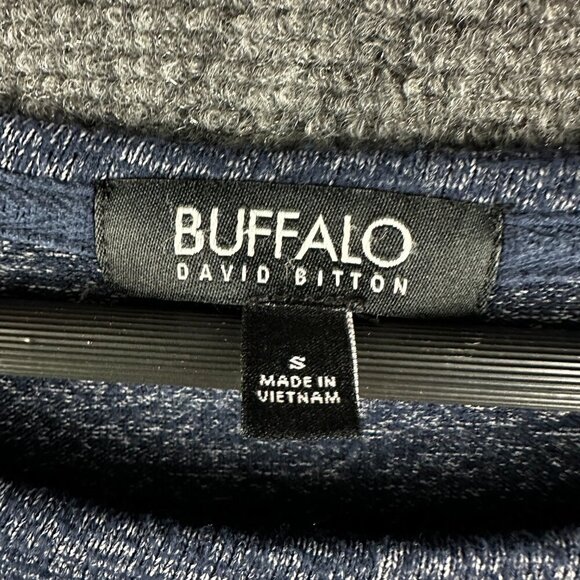 BUFFALO
DAVID BITTON
S
MADE IN
VIETNAM